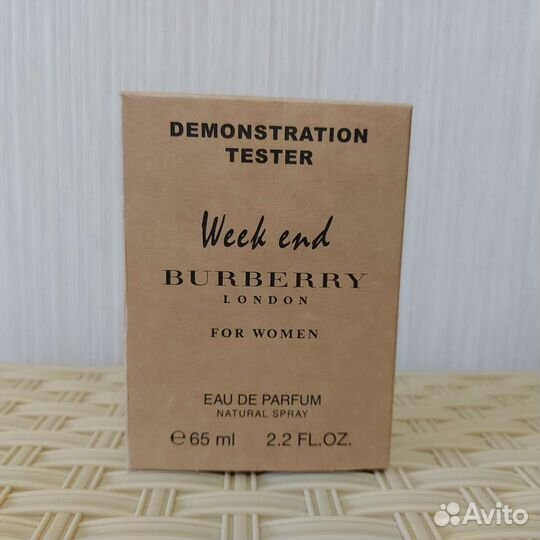 DEMONSTRATION
TESTER
Week end
BURBERRY
LONDON
FOR WOMEN
EAU DE PARFUM
NATURAL SPRAY
℮65 ml 2.2 FL.OZ.
Avito